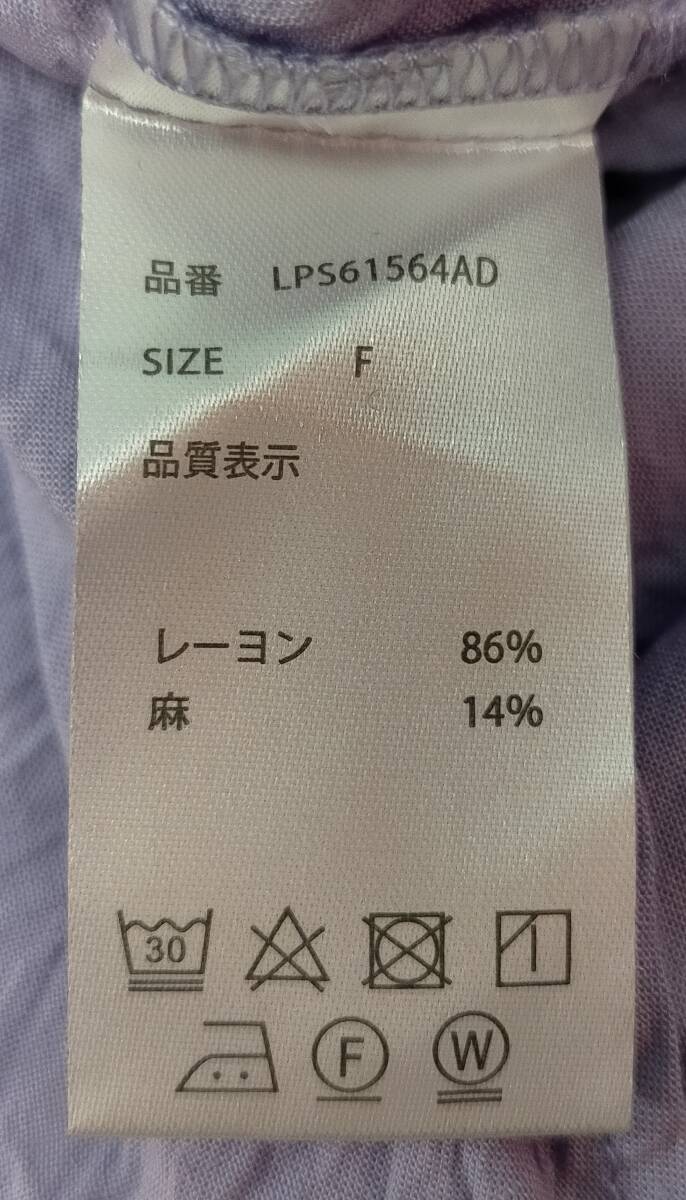 品番 LPS61564AD
SIZE F
品質表示
レーヨン 86%
麻 14%
30
F W